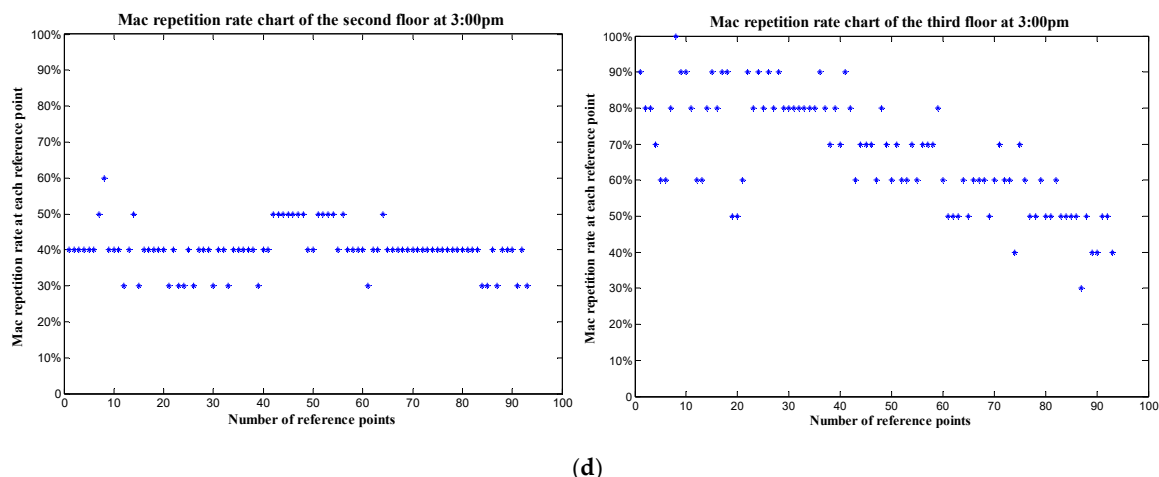 Mac repetition rate chart of the second floor at 3:00pm
100%
90%
80%
70%
60%
50%
40%
30%
20%
10%
0
0 10 20 30 40 50 60 70 80 90 100
Mac repetition rate at each reference point
Number of reference points
Mac repetition rate chart of the third floor at 3:00pm
100%
90%
80%
70%
60%
50%
40%
30%
20%
10%
0
0 10 20 30 40 50 60 70 80 90 100
Mac repetition rate at each reference point
Number of reference points
(d)